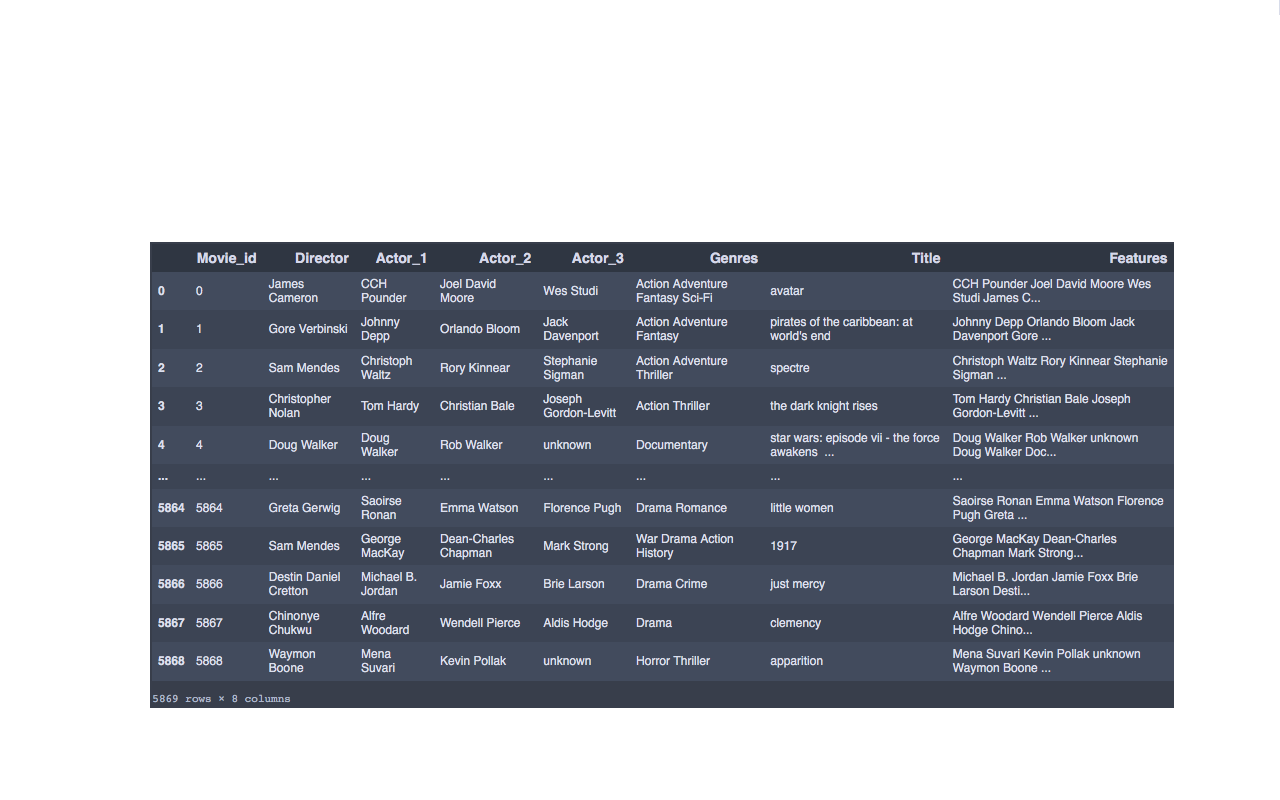 Movie_id Director Actor_1 Actor_2 Actor_3 Genres Title Features
0 0 James Cameron CCH Pounder Joel David Moore Wes Studi Action Adventure Fantasy Sci-Fi avatar CCH Pounder Joel David Moore Wes Studi James C...
1 1 Gore Verbinski Johnny Depp Orlando Bloom Jack Davenport Action Adventure Fantasy pirates of the caribbean: at world's end Johnny Depp Orlando Bloom Jack Davenport Gore ...
2 2 Sam Mendes Christoph Waltz Rory Kinnear Stephanie Sigman Action Adventure Thriller spectre Christoph Waltz Rory Kinnear Stephanie Sigman ...
3 3 Christopher Nolan Tom Hardy Christian Bale Joseph Gordon-Levitt Action Thriller the dark knight rises Tom Hardy Christian Bale Joseph Gordon-Levitt ...
4 4 Doug Walker Doug Walker Rob Walker unknown Documentary star wars: episode vii - the force awakens ... Doug Walker Rob Walker unknown Doug Walker Doc...
... ... ... ... ... ... ... ... ...
5864 5864 Greta Gerwig Saoirse Ronan Emma Watson Florence Pugh Drama Romance little women Saoirse Ronan Emma Watson Florence Pugh Greta ...
5865 5865 Sam Mendes George MacKay Dean-Charles Chapman Mark Strong War Drama Action History 1917 George MacKay Dean-Charles Chapman Mark Strong...
5866 5866 Destin Daniel Cretton Michael B. Jordan Jamie Foxx Brie Larson Drama Crime just mercy Michael B. Jordan Jamie Foxx Brie Larson Desti...
5867 5867 Chinonye Chukwu Alfre Woodard Wendell Pierce Aldis Hodge Drama clemency Alfre Woodard Wendell Pierce Aldis Hodge Chino...
5868 5868 Waymon Boone Mena Suvari Kevin Pollak unknown Horror Thriller apparition Mena Suvari Kevin Pollak unknown Waymon Boone ...
5869 rows × 8 columns